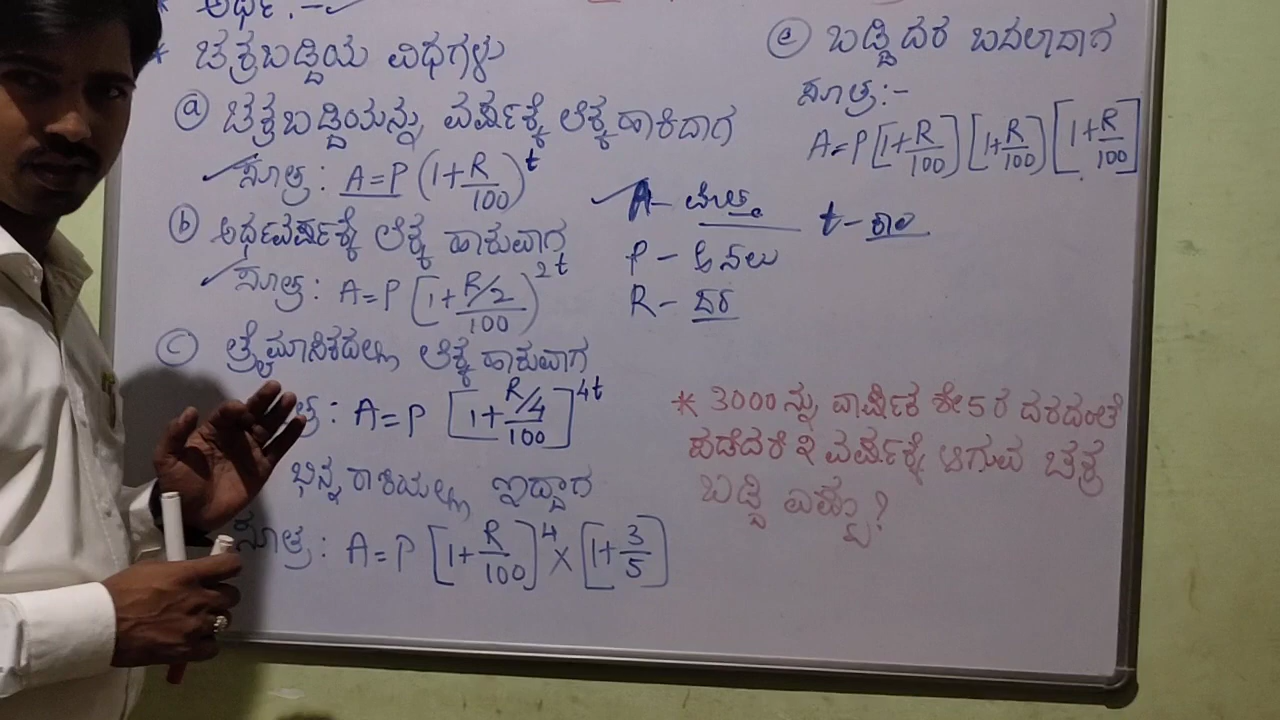 * ಅರ್ಥ :-
* ಚಕ್ರಬಡ್ಡಿಯ ವಿಧಗಳು
ⓐ ಚಕ್ರಬಡ್ಡಿಯನ್ನು ವರ್ಷಕ್ಕೆ ಲೆಕ್ಕ ಹಾಕಿದಾಗ
ಸೂತ್ರ : A=P (1+R/100)^t
ⓑ ಅರ್ಧವರ್ಷಕ್ಕೆ ಲೆಕ್ಕ ಹಾಕುವಾಗ
ಸೂತ್ರ : A=P [1+R/2/100)^2t
ⓒ ತ್ರೈಮಾಸಿಕದಲ್ಲಿ ಲೆಕ್ಕ ಹಾಕುವಾಗ
ತ್ರ : A=P [1+R/4/100]^4t
ಭಿನ್ನರಾಶಿಯಲ್ಲಿ ಇದ್ದಾಗ
ಸೂತ್ರ : A=P [1+R/100]^4 × [1+3/5]
ⓔ ಬಡ್ಡಿದರ ಬದಲಾದಾಗ
ಸೂತ್ರ :-
A=P [1+R/100] [1+R/100] [1+R/100]
A- ಮೊತ್ತ t- ಕಾಲ
P - ಅಸಲು
R - ದರ
* 3000 ನ್ನು ವಾರ್ಷಿಕ ಶೇ 5 ರ ದರದಂತೆ
ಪಡೆದರೆ ೩ ವರ್ಷಕ್ಕೆ ಆಗುವ ಚಕ್ರ
ಬಡ್ಡಿ ಎಷ್ಟು?